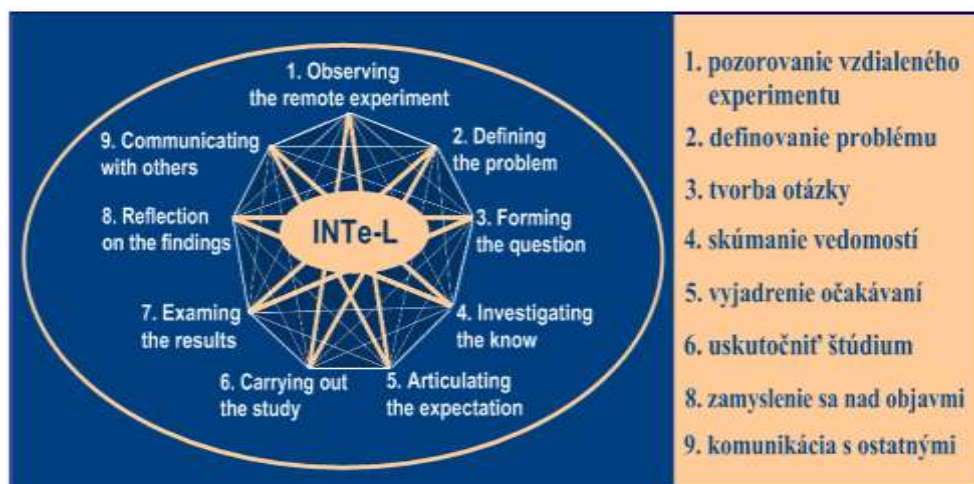 1. Observing
the remote experiment
2. Defining
the problem
3. Forming
the question
4. Investigating
the know
5. Articulating
the expectation
6. Carrying out
the study
7. Examing
the results
8. Reflection
on the findings
9. Communicating
with others
INTe-L
1. pozorovanie vzdialeného
experimentu
2. definovanie problému
3. tvorba otázky
4. skúmanie vedomostí
5. vyjadrenie očakávaní
6. uskutočniť štúdium
8. zamyslenie sa nad objavmi
9. komunikácia s ostatnými